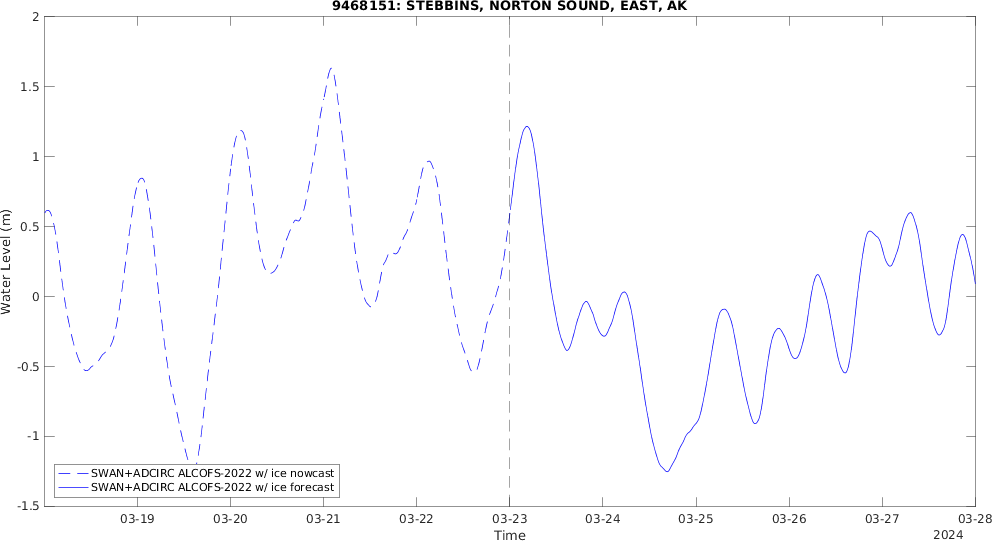 9468151: STEBBINS, NORTON SOUND, EAST, AK
2
1.5
1
0.5
0
-0.5
-1
-1.5
Water Level (m)
SWAN+ADCIRC ALCOFS-2022 w/ ice nowcast
SWAN+ADCIRC ALCOFS-2022 w/ ice forecast
03-19 03-20 03-21 03-22 03-23 03-24 03-25 03-26 03-27 03-28
Time
2024